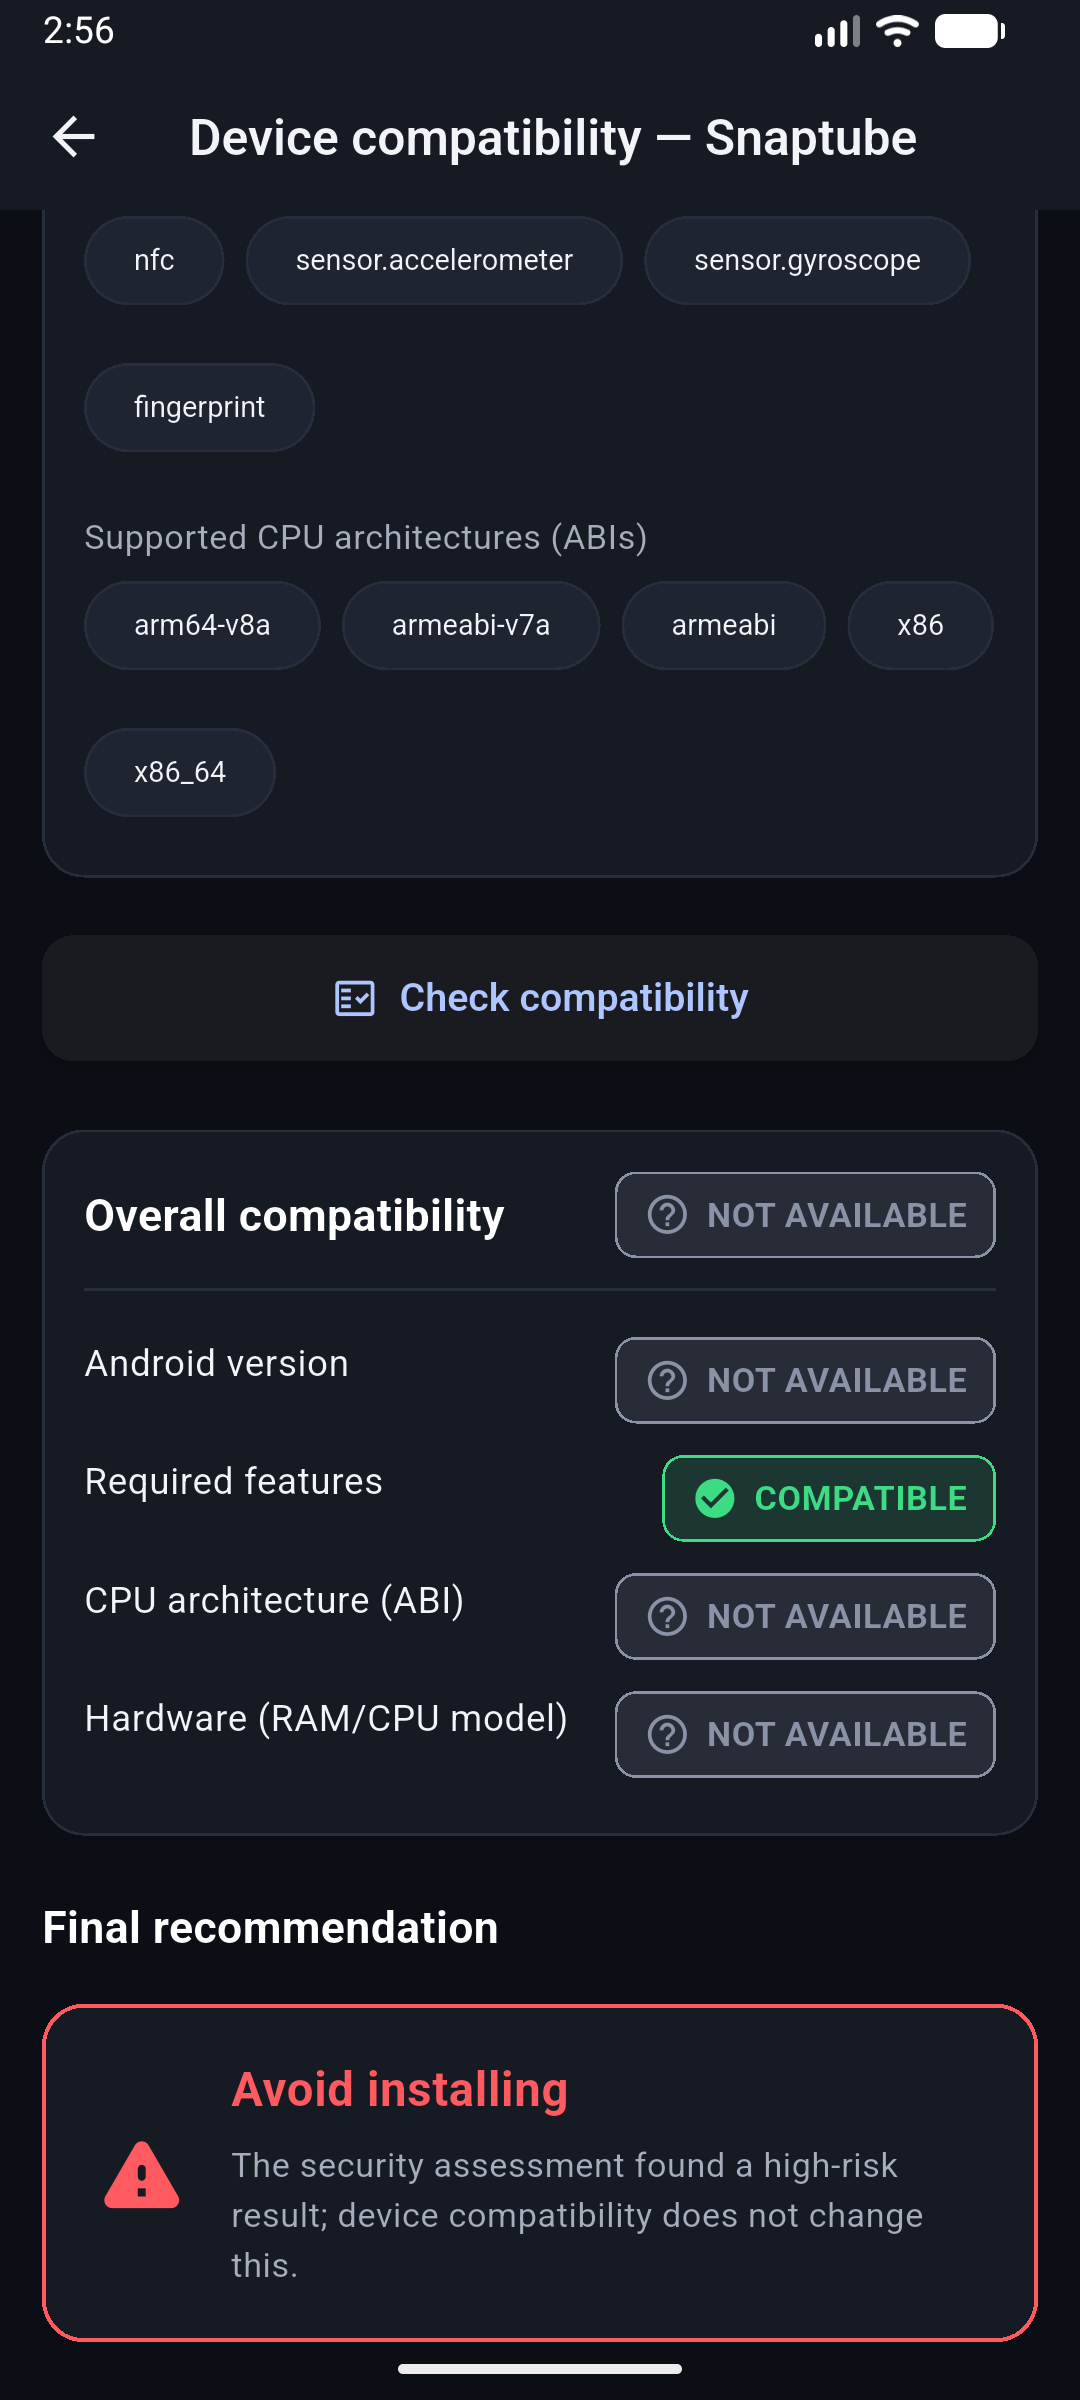 2:56
Device compatibility — Snaptube
nfc
sensor.accelerometer
sensor.gyroscope
fingerprint
Supported CPU architectures (ABIs)
arm64-v8a
armeabi-v7a
armeabi
x86
x86_64
Check compatibility
Overall compatibility
NOT AVAILABLE
Android version
NOT AVAILABLE
Required features
COMPATIBLE
CPU architecture (ABI)
NOT AVAILABLE
Hardware (RAM/CPU model)
NOT AVAILABLE
Final recommendation
Avoid installing
The security assessment found a high-risk
result; device compatibility does not change
this.